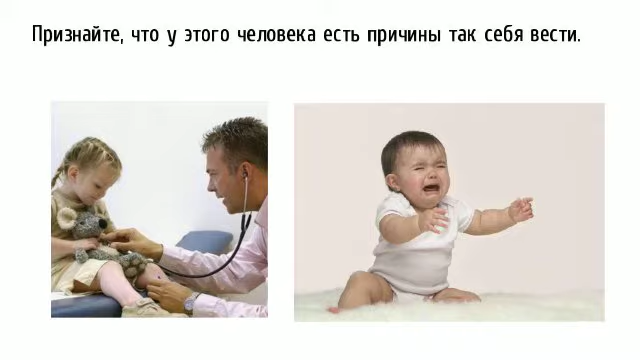 Признайте, что у этого человека есть причины так себя вести.